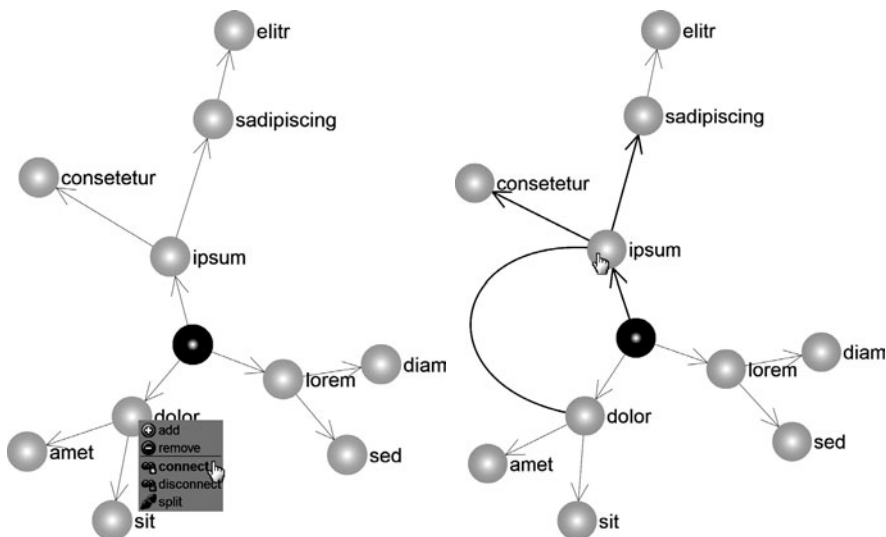 elitr
sadipiscing
consetetur
ipsum
lorem
diam
dolor
add
remove
connect
disconnect
split
amet
sed
sit
elitr
sadipiscing
consetetur
ipsum
lorem
diam
dolor
sed
amet
sit